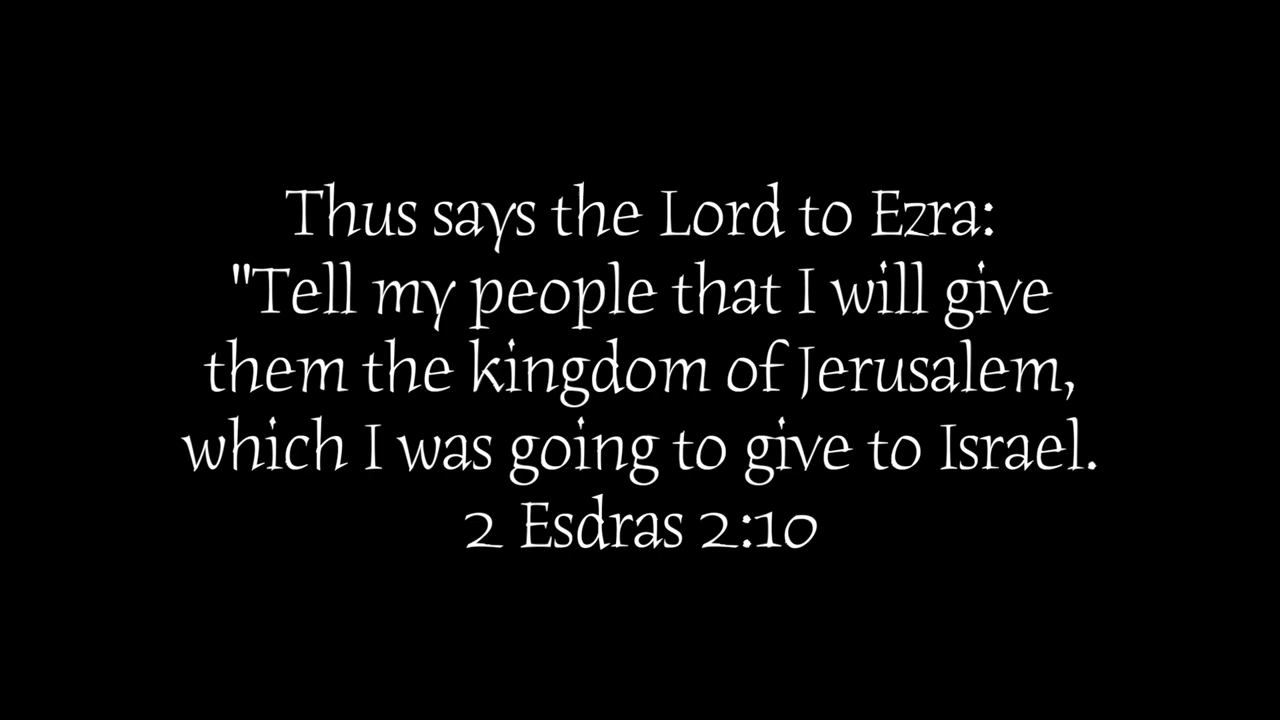 Thus says the Lord to Ezra:
"Tell my people that I will give
them the kingdom of Jerusalem,
which I was going to give to Israel.
2 Esdras 2:10